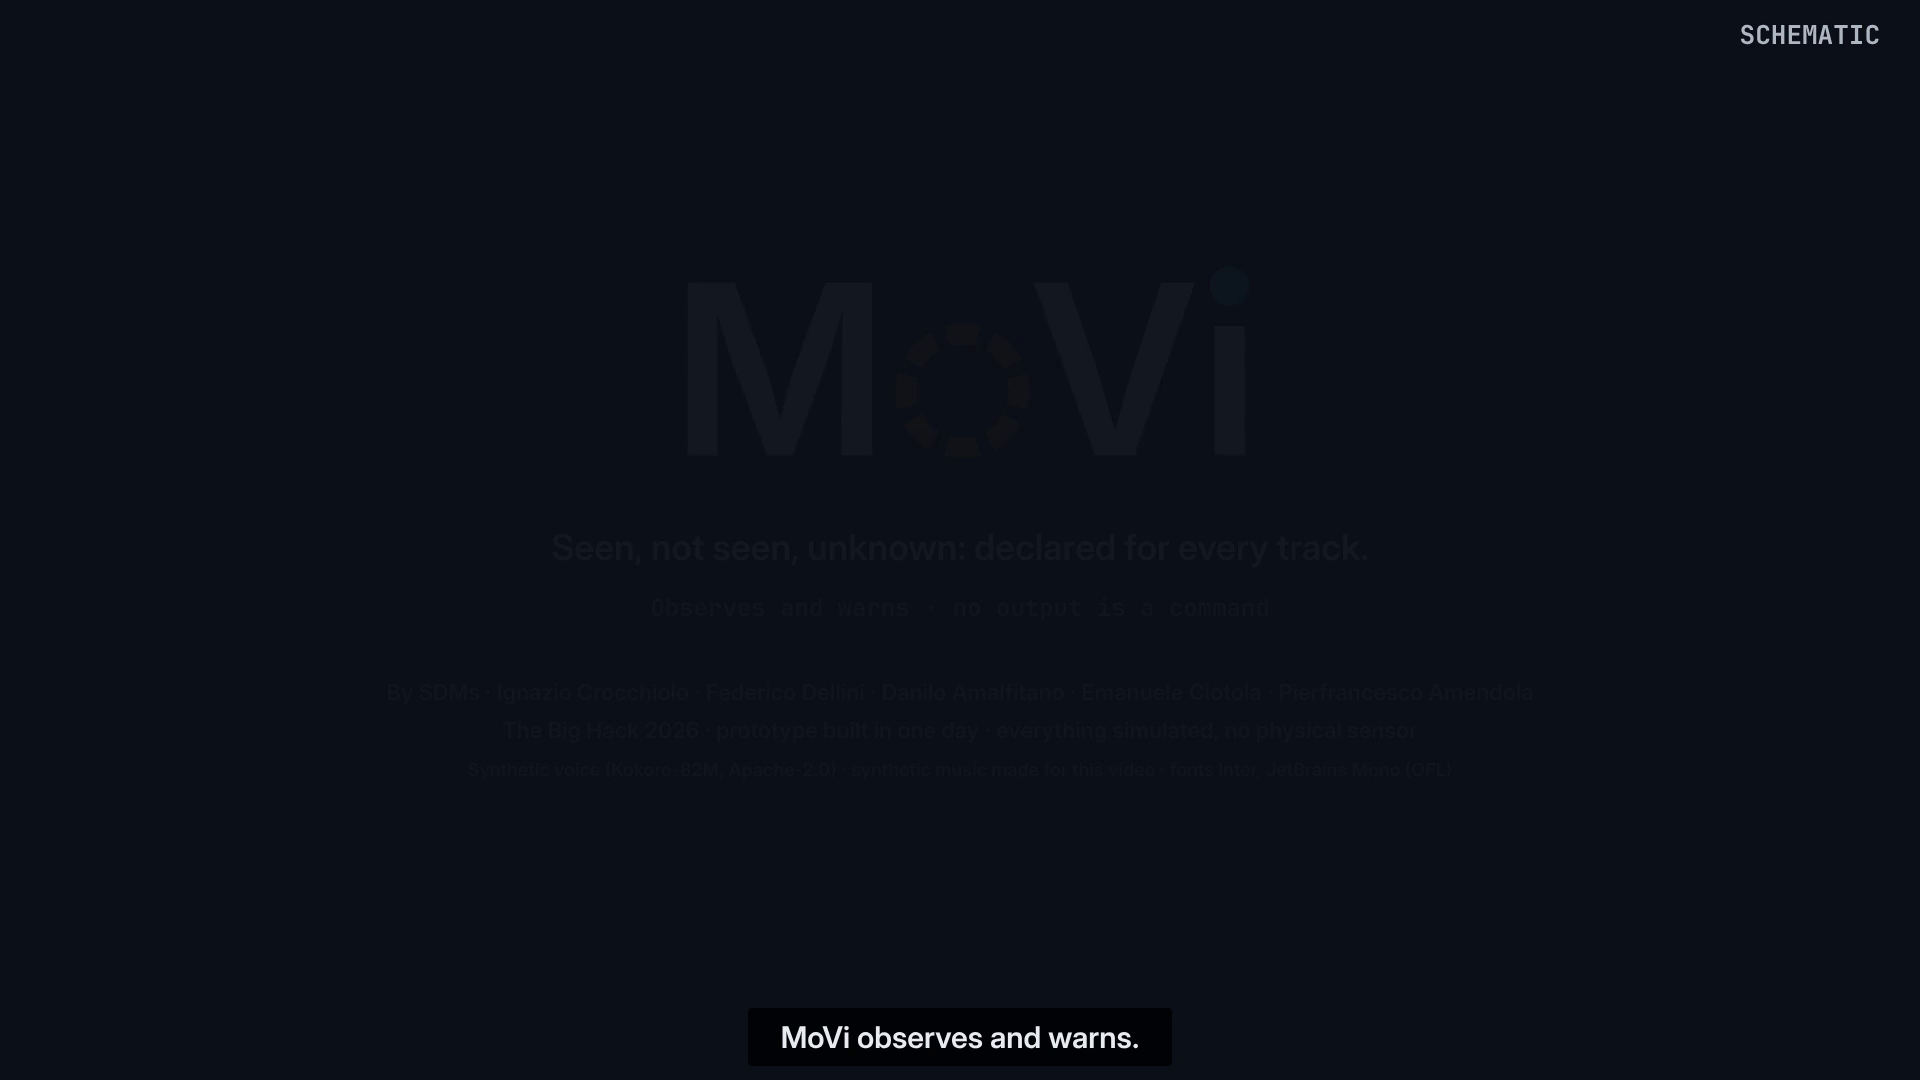 SCHEMATIC
MoVi
Seen, not seen, unknown: declared for every track.
Observes and warns · no output is a command
By SDMs · Ignazio Crocchiolo · Federico Dellini · Danilo Amalfitano · Emanuele Ciotola · Pierfrancesco Amendola
The Big Hack 2026 · prototype built in one day · everything simulated, no physical sensor
Synthetic voice (Kokoro-82M, Apache-2.0) · synthetic music made for this video · fonts Inter, JetBrains Mono (OFL)
MoVi observes and warns.